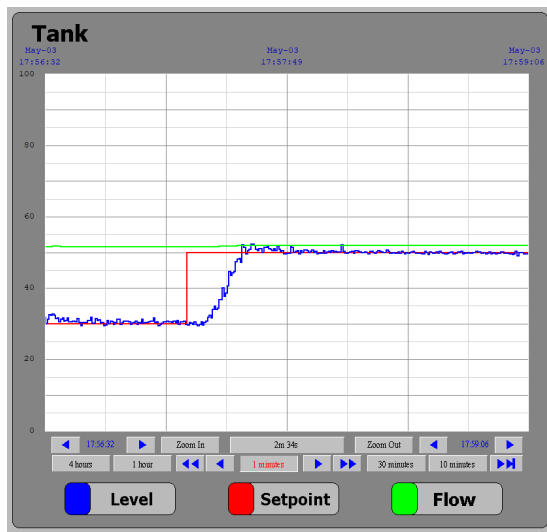 Tank
May-03 May-03 May-03
17:56:32 17:57:49 17:59:06
100
80
60
40
20
0
17:56:32 Zoom In 2m 34s Zoom Out 17:59:06
4 hours 1 hour 1 minutes 30 minutes 10 minutes
Level Setpoint Flow